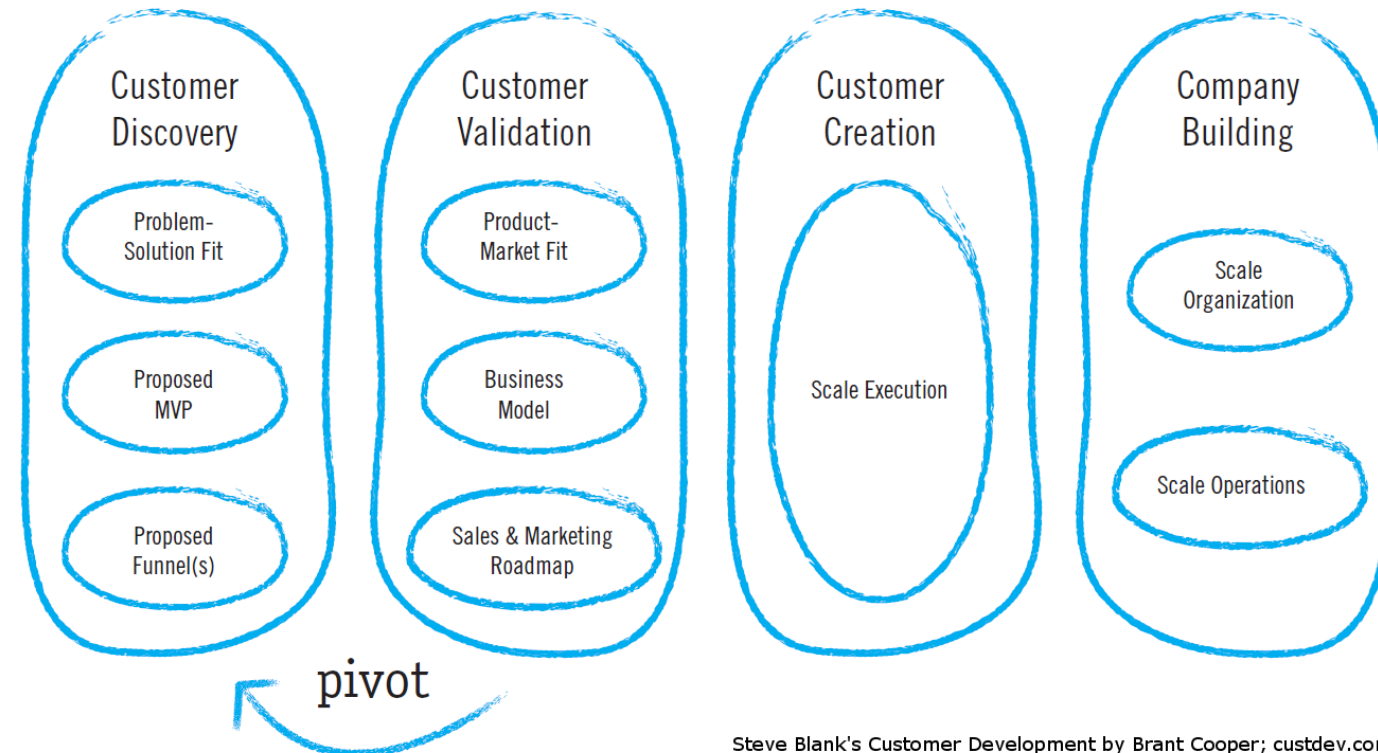 Customer
Discovery
Problem-
Solution Fit
Proposed
MVP
Proposed
Funnel(s)
Customer
Validation
Product-
Market Fit
Business
Model
Sales & Marketing
Roadmap
Customer
Creation
Scale Execution
Company
Building
Scale
Organization
Scale Operations
pivot
Steve Blank's Customer Development by Brant Cooper; custdev.com